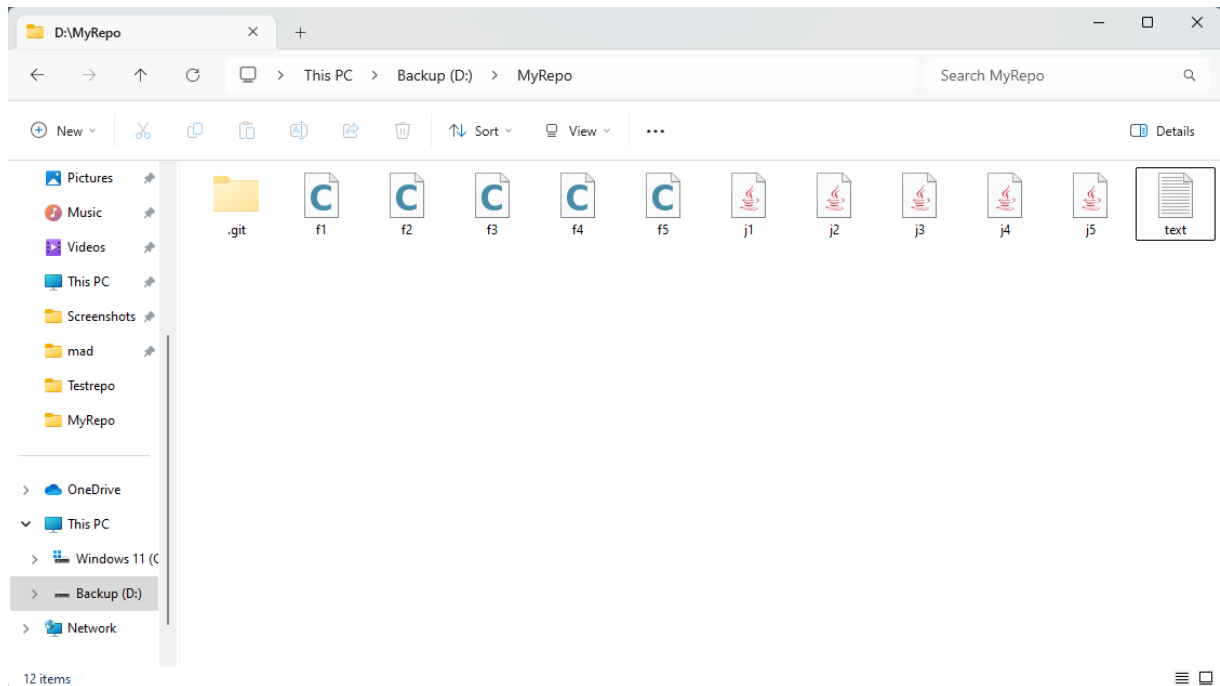 D:\MyRepo
This PC > Backup (D:) > MyRepo
Search MyRepo
New
Sort
View
Details
Pictures
Music
Videos
This PC
Screenshots
mad
Testrepo
MyRepo
OneDrive
This PC
Windows 11 (C
Backup (D:)
Network
.git f1 f2 f3 f4 f5 j1 j2 j3 j4 j5 text
C C C C C
12 items